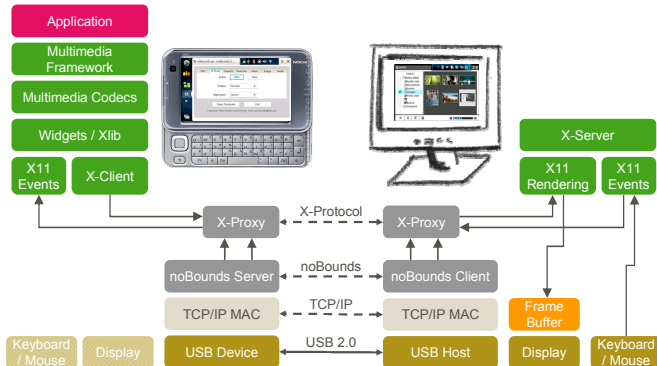 Application
Multimedia
Framework
Multimedia Codecs
Widgets / Xlib
X11
Events
X-Client
NOKIA
X-Server
X11
Rendering
X11
Events
X-Proxy
X-Protocol
X-Proxy
noBounds Server
noBounds
noBounds Client
TCP/IP MAC
TCP/IP
TCP/IP MAC
Frame
Buffer
Keyboard
/ Mouse
Display
USB Device
USB 2.0
USB Host
Display
Keyboard
/ Mouse